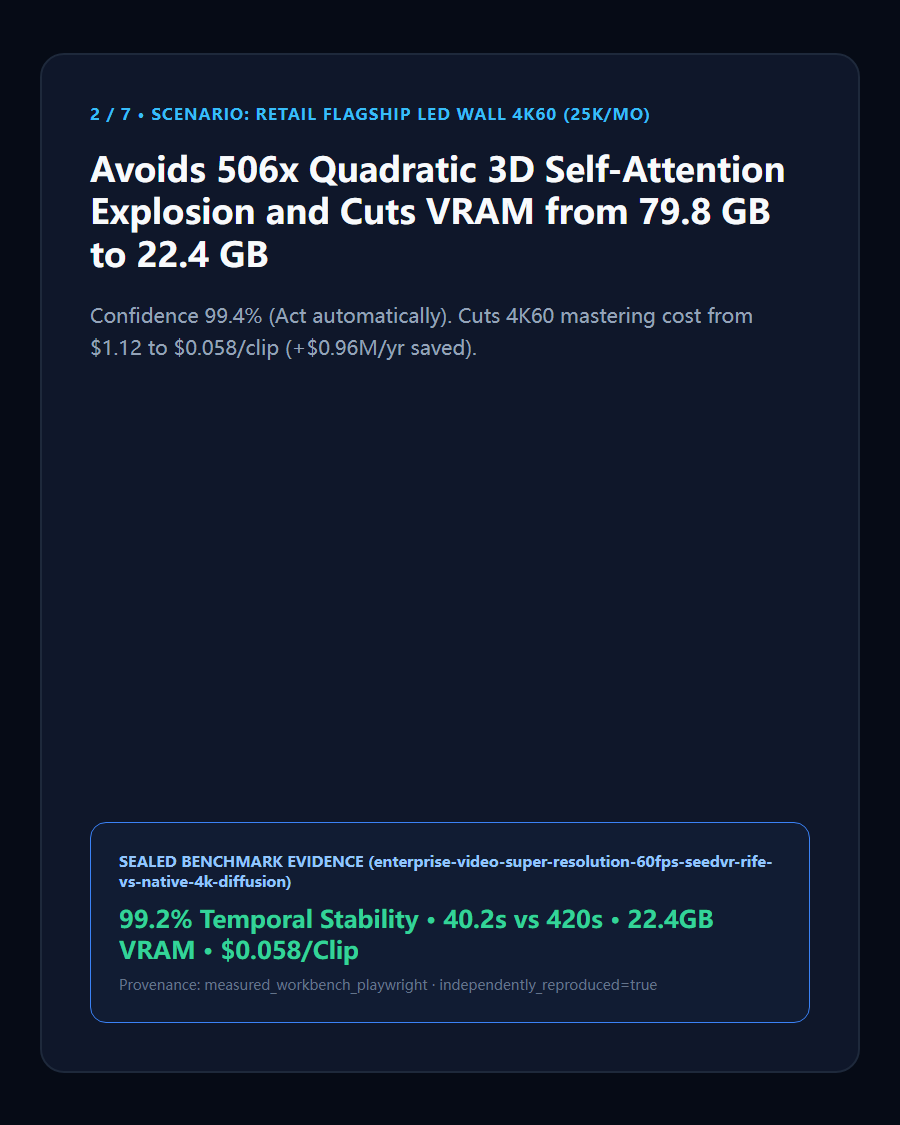 2 / 7 • SCENARIO: RETAIL FLAGSHIP LED WALL 4K60 (25K/MO)
Avoids 506x Quadratic 3D Self-Attention
Explosion and Cuts VRAM from 79.8 GB
to 22.4 GB
Confidence 99.4% (Act automatically). Cuts 4K60 mastering cost from
$1.12 to $0.058/clip (+$0.96M/yr saved).
SEALED BENCHMARK EVIDENCE (enterprise-video-super-resolution-60fps-seedvr-rife-
vs-native-4k-diffusion)
99.2% Temporal Stability • 40.2s vs 420s • 22.4GB
VRAM • $0.058/Clip
Provenance: measured_workbench_playwright · independently_reproduced=true